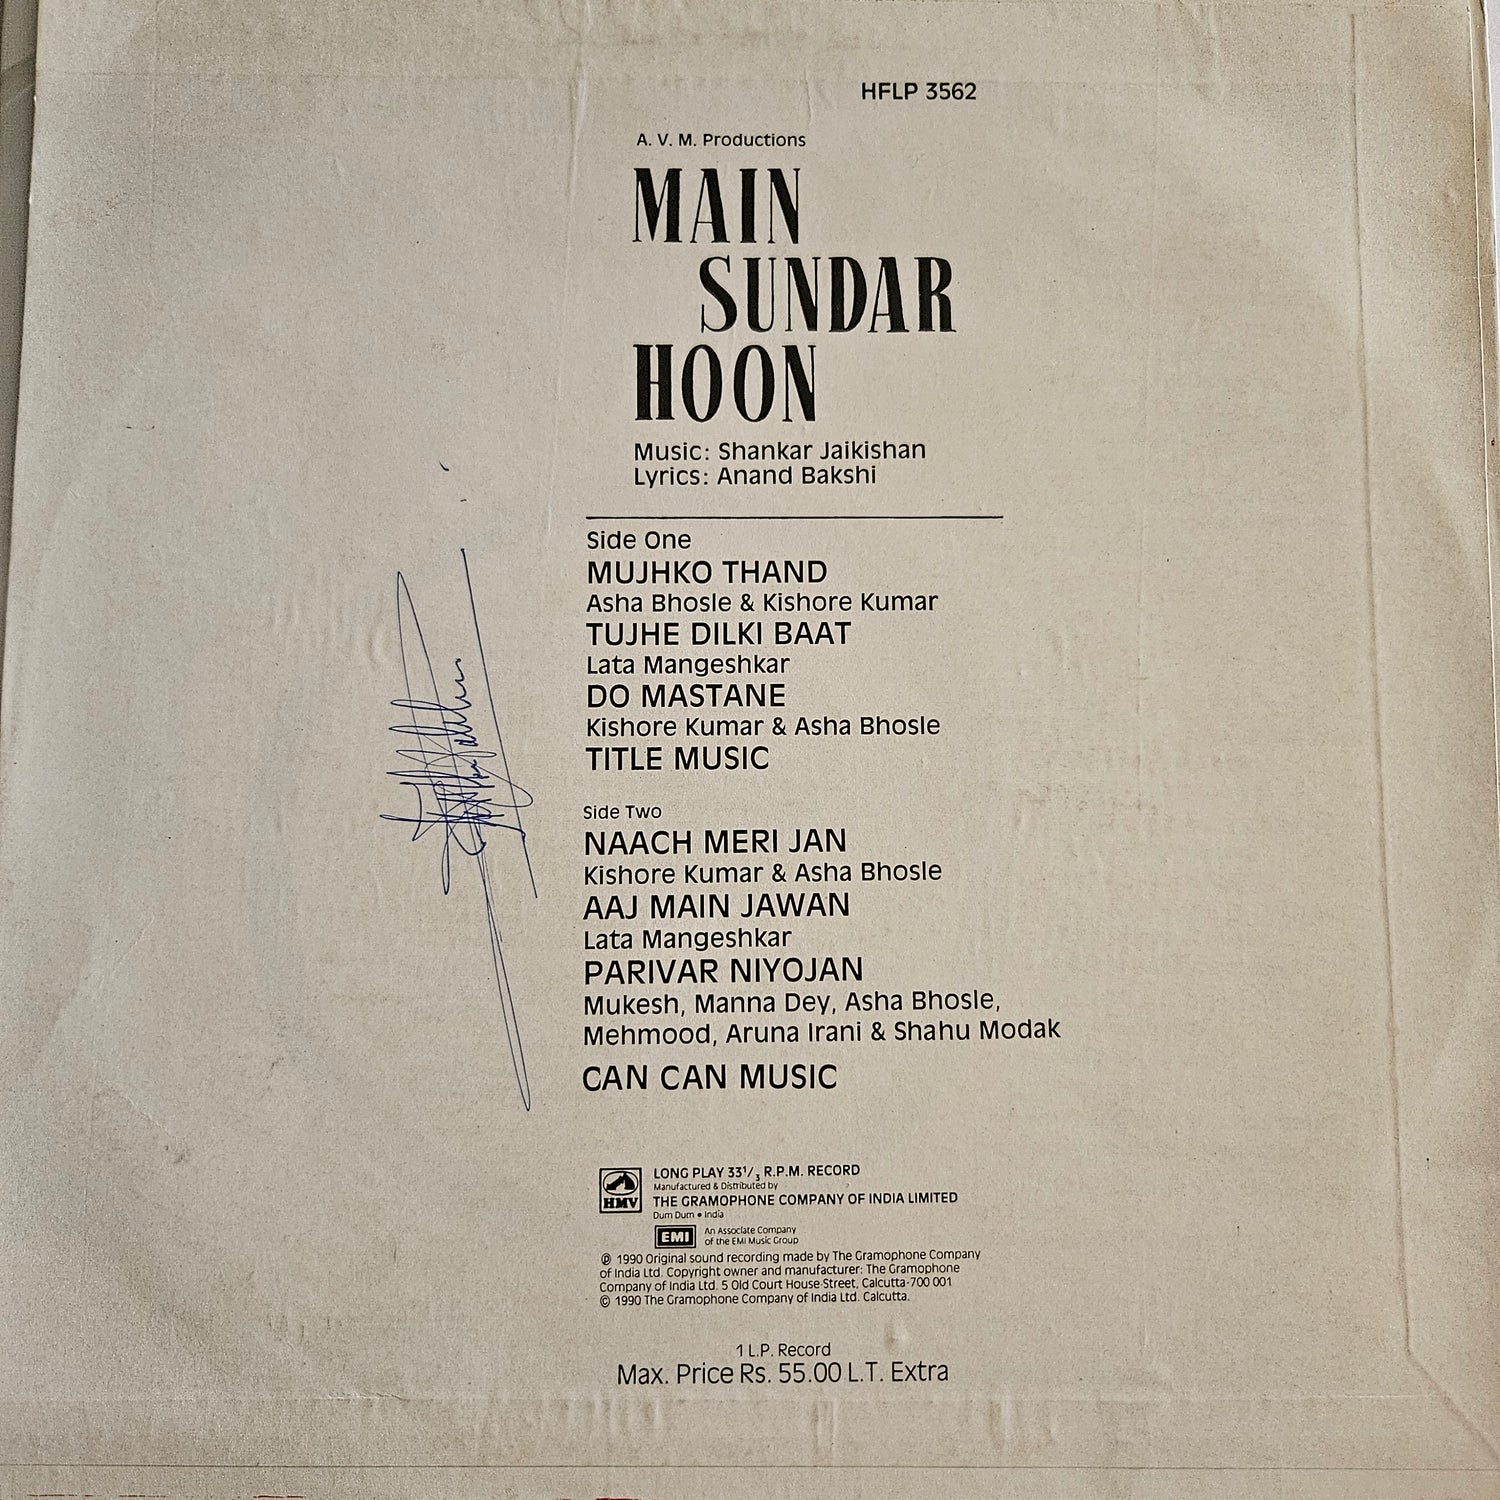 HFLP 3562
A. V. M. Productions
MAIN
SUNDAR
HOON
Music: Shankar Jaikishan
Lyrics: Anand Bakshi
Side One
MUJHKO THAND
Asha Bhosle & Kishore Kumar
TUJHE DILKI BAAT
Lata Mangeshkar
DO MASTANE
Kishore Kumar & Asha Bhosle
TITLE MUSIC
Side Two
NAACH MERI JAN
Kishore Kumar & Asha Bhosle
AAJ MAIN JAWAN
Lata Mangeshkar
PARIVAR NIYOJAN
Mukesh, Manna Dey, Asha Bhosle,
Mehmood, Aruna Irani & Shahu Modak
CAN CAN MUSIC
HMV
LONG PLAY 33 1/3 R.P.M. RECORD
Manufactured & Distributed by
THE GRAMOPHONE COMPANY OF INDIA LIMITED
Dum Dum • India
EMI
An Associate Company
of the EMI Music Group
℗ 1990 Original sound recording made by The Gramophone Company
of India Ltd. Copyright owner and manufacturer: The Gramophone
Company of India Ltd. 5 Old Court House Street, Calcutta-700 001
© 1990 The Gramophone Company of India Ltd. Calcutta.
1 L.P. Record
Max. Price Rs. 55.00 L.T. Extra